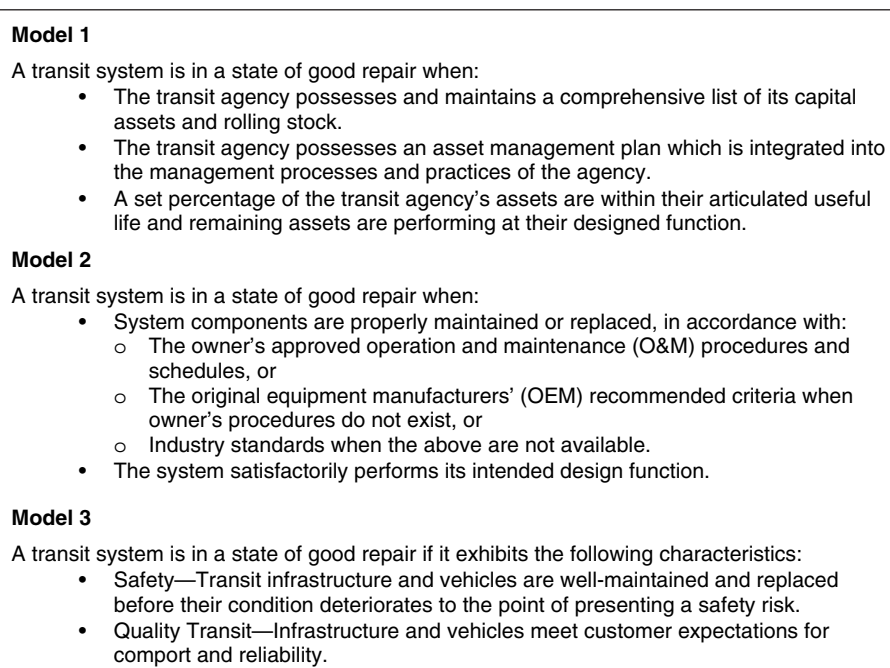 Model 1
A transit system is in a state of good repair when:
• The transit agency possesses and maintains a comprehensive list of its capital
assets and rolling stock.
• The transit agency possesses an asset management plan which is integrated into
the management processes and practices of the agency.
• A set percentage of the transit agency's assets are within their articulated useful
life and remaining assets are performing at their designed function.
Model 2
A transit system is in a state of good repair when:
• System components are properly maintained or replaced, in accordance with:
o The owner's approved operation and maintenance (O&M) procedures and
schedules, or
o The original equipment manufacturers' (OEM) recommended criteria when
owner's procedures do not exist, or
o Industry standards when the above are not available.
• The system satisfactorily performs its intended design function.
Model 3
A transit system is in a state of good repair if it exhibits the following characteristics:
• Safety—Transit infrastructure and vehicles are well-maintained and replaced
before their condition deteriorates to the point of presenting a safety risk.
• Quality Transit—Infrastructure and vehicles meet customer expectations for
comport and reliability.